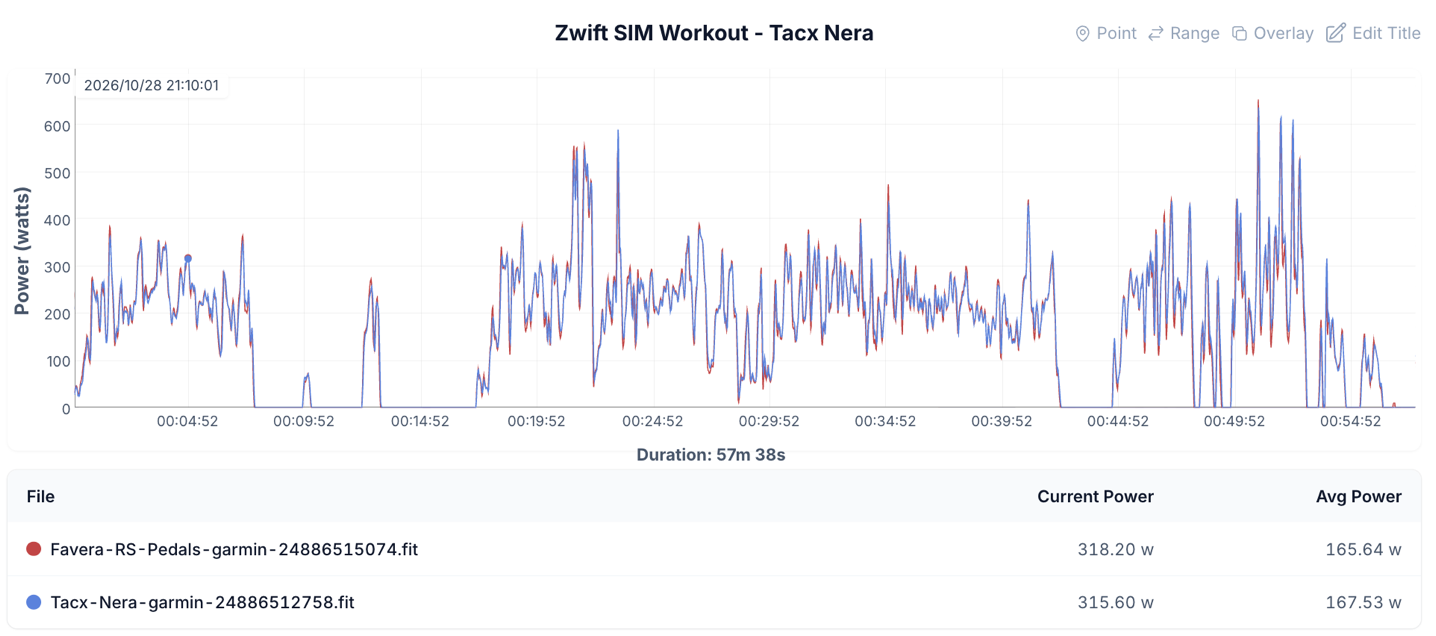 Zwift SIM Workout - Tacx Nera
Point Range Overlay Edit Title
2026/10/28 21:10:01
Power (watts)
700
600
500
400
300
200
100
0
00:04:52 00:09:52 00:14:52 00:19:52 00:24:52 00:29:52 00:34:52 00:39:52 00:44:52 00:49:52 00:54:52
Duration: 57m 38s
File Current Power Avg Power
Favera-RS-Pedals-garmin-24886515074.fit 318.20 w 165.64 w
Tacx-Nera-garmin-24886512758.fit 315.60 w 167.53 w